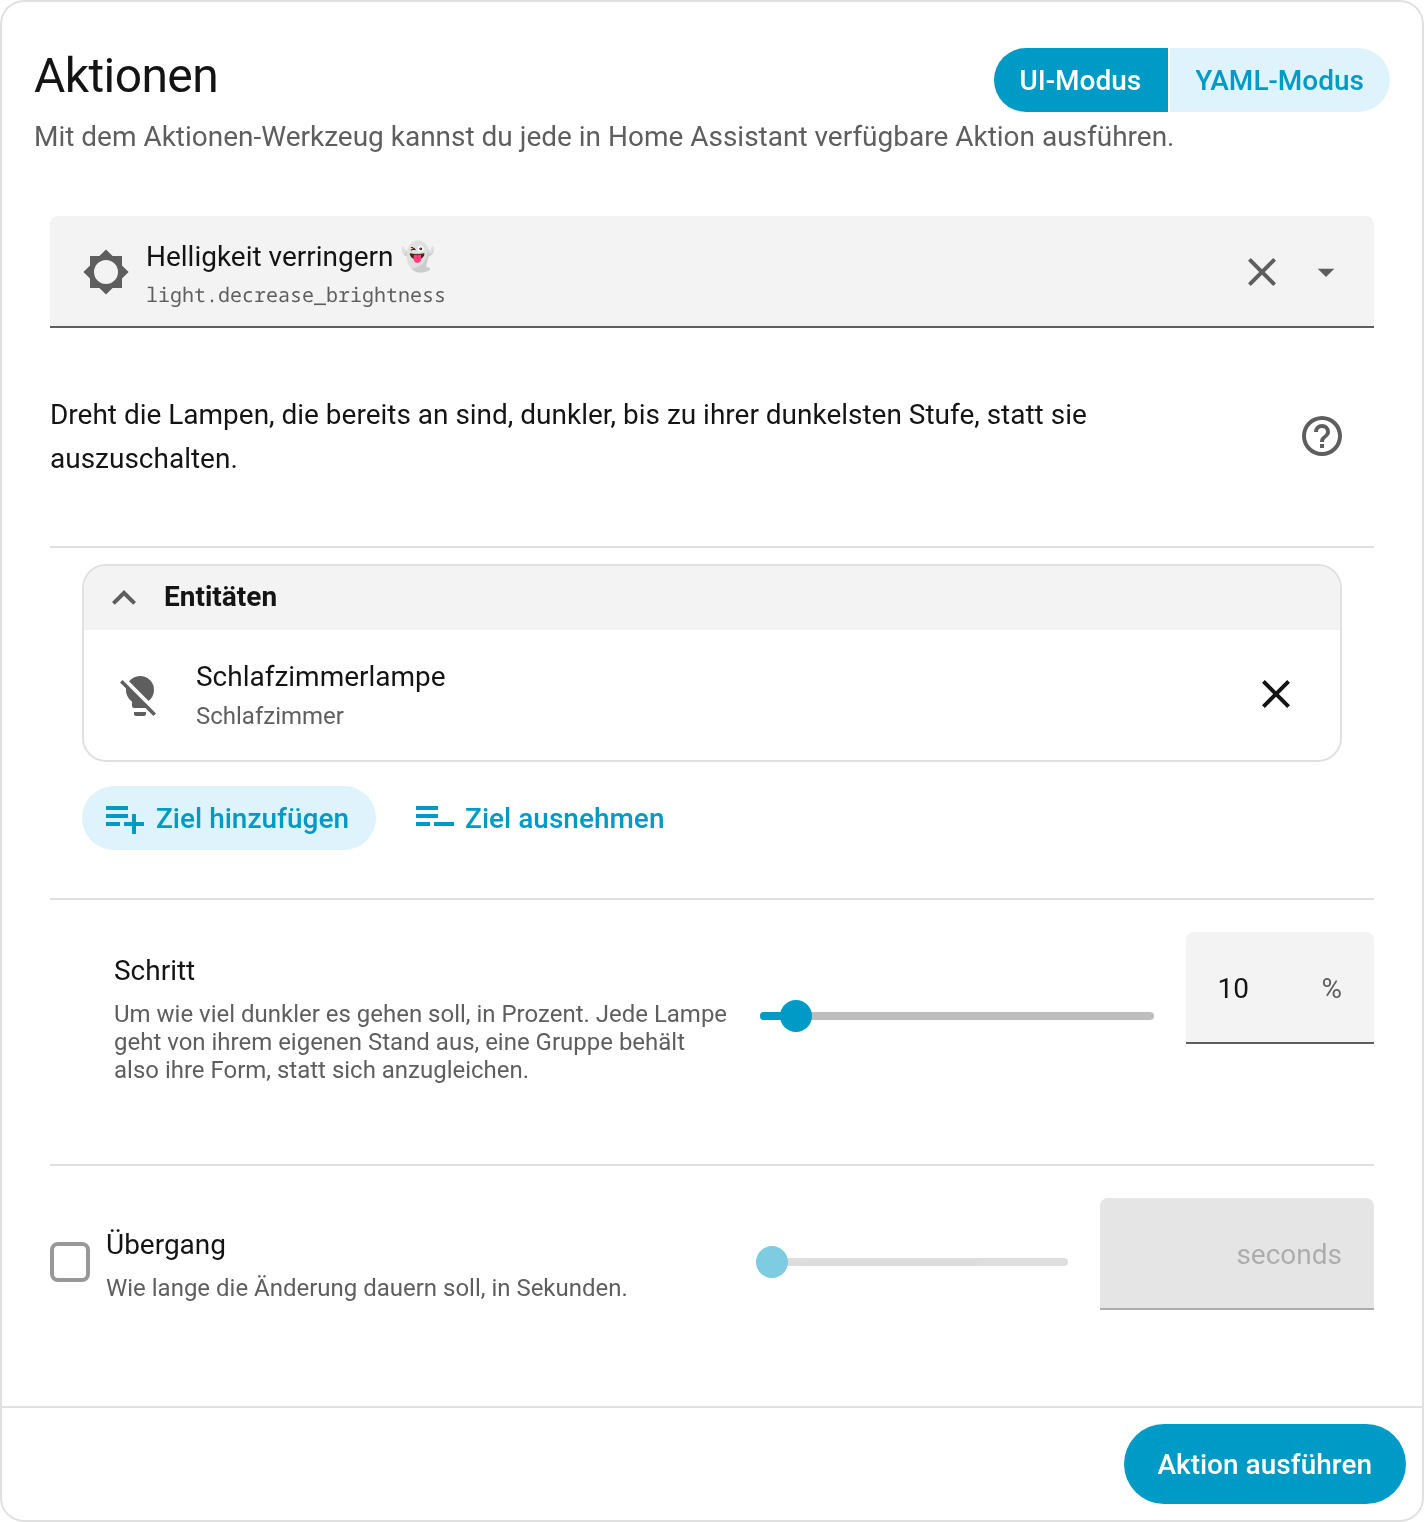 Aktionen
UI-Modus
YAML-Modus
Mit dem Aktionen-Werkzeug kannst du jede in Home Assistant verfügbare Aktion ausführen.
Helligkeit verringern 👻
light.decrease_brightness
Dreht die Lampen, die bereits an sind, dunkler, bis zu ihrer dunkelsten Stufe, statt sie
auszuschalten.
Entitäten
Schlafzimmerlampe
Schlafzimmer
Ziel hinzufügen
Ziel ausnehmen
Schritt
Um wie viel dunkler es gehen soll, in Prozent. Jede Lampe
geht von ihrem eigenen Stand aus, eine Gruppe behält
also ihre Form, statt sich anzugleichen.
10 %
Übergang
Wie lange die Änderung dauern soll, in Sekunden.
seconds
Aktion ausführen